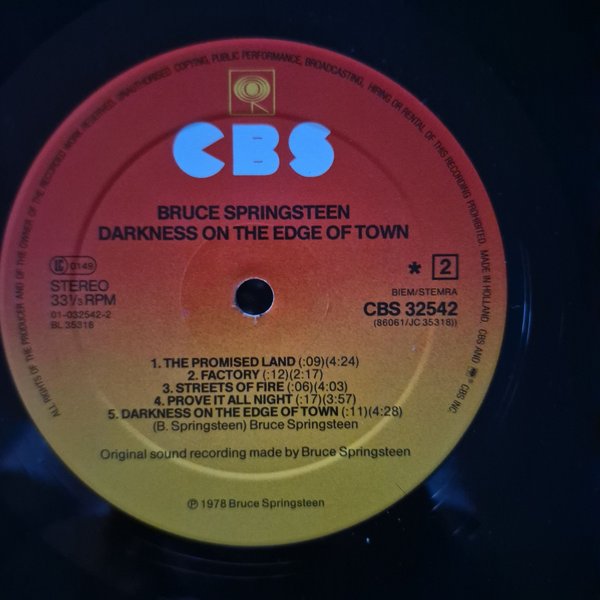 ALL RIGHTS OF THE PRODUCER AND OF THE OWNER OF THE RECORDED WORK RESERVED. UNAUTHORISED COPYING, PUBLIC PERFORMANCE, BROADCASTING, HIRING OR RENTAL OF THIS RECORDING PROHIBITED. MADE IN HOLLAND CBS AND ® CBS INC.
CBS
BRUCE SPRINGSTEEN
DARKNESS ON THE EDGE OF TOWN
LC 0149
* 2
STEREO
33⅓ RPM
01-032542-2
BL 35318
BIEM/STEMRA
CBS 32542
(86061/JC 35318))
1. THE PROMISED LAND (:09)(4:24)
2. FACTORY (:12)(2:17)
3. STREETS OF FIRE (:06)(4:03)
4. PROVE IT ALL NIGHT (:17)(3:57)
5. DARKNESS ON THE EDGE OF TOWN (:11)(4:28)
(B. Springsteen) Bruce Springsteen
Original sound recording made by Bruce Springsteen
℗ 1978 Bruce Springsteen